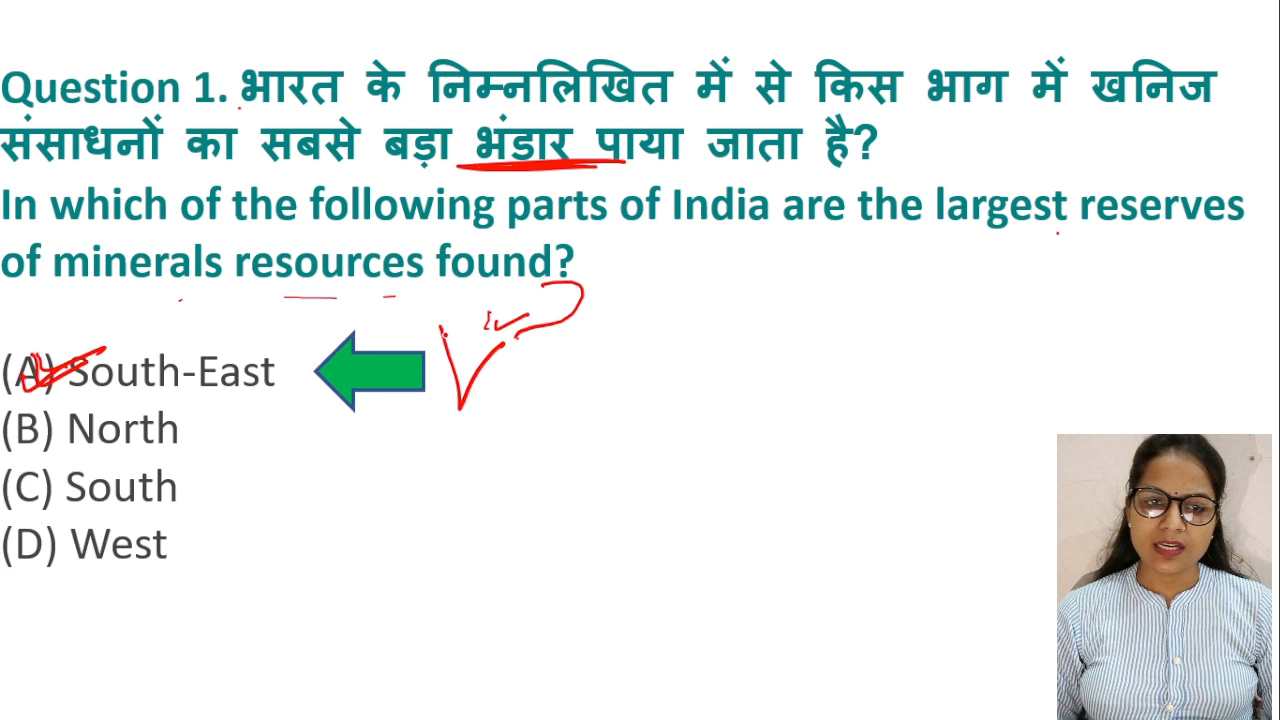 Question 1. भारत के निम्नलिखित में से किस भाग में खनिज
संसाधनों का सबसे बड़ा भंडार पाया जाता है?
In which of the following parts of India are the largest reserves
of minerals resources found?
(A) South-East
(B) North
(C) South
(D) West